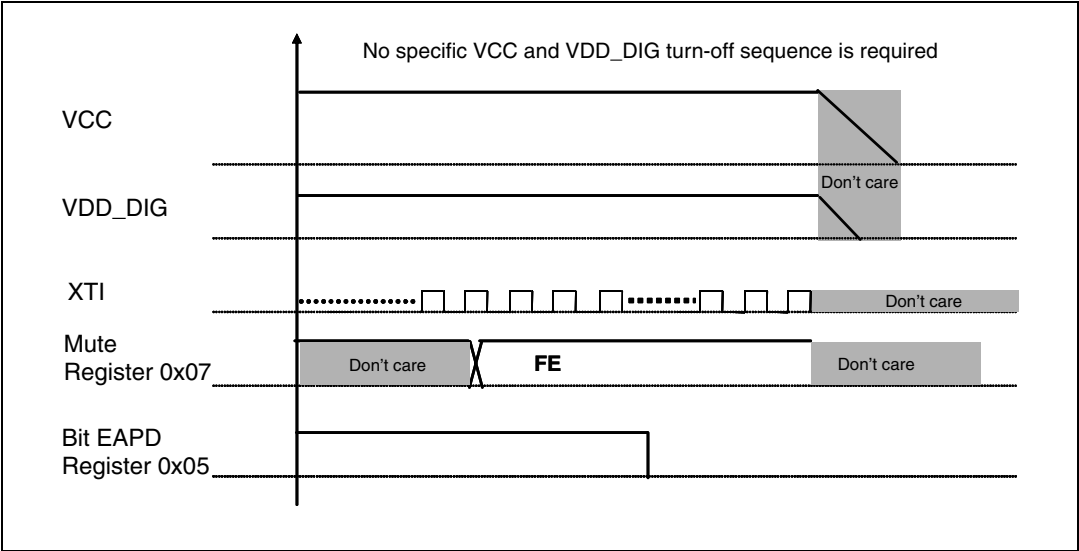 No specific VCC and VDD_DIG turn-off sequence is required
VCC
Don't care
VDD_DIG
XTI
Don't care
Mute
Register 0x07
Don't care
FE
Don't care
Bit EAPD
Register 0x05